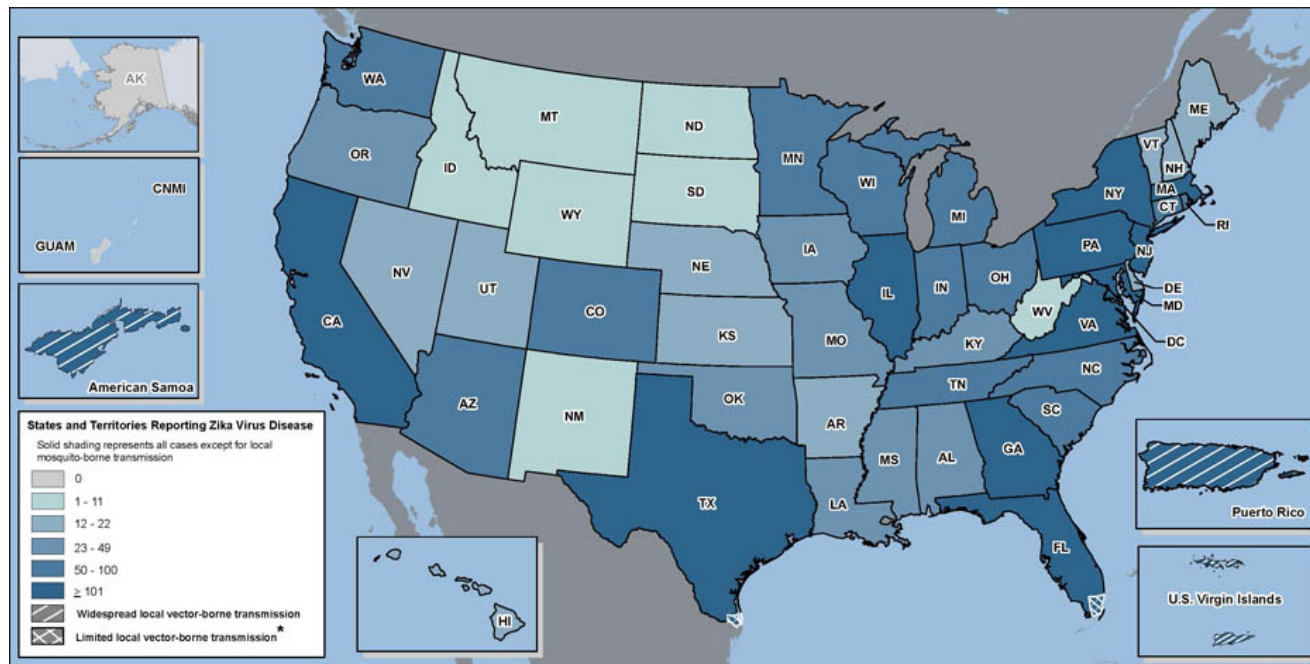 AK
CNMI
GUAM
American Samoa
States and Territories Reporting Zika Virus Disease
Solid shading represents all cases except for local
mosquito-borne transmission
0
1 - 11
12 - 22
23 - 49
50 - 100
≥ 101
Widespread local vector-borne transmission
Limited local vector-borne transmission*
WA
OR
CA
NV
ID
MT
WY
UT
AZ
CO
NM
ND
SD
NE
KS
OK
TX
MN
IA
MO
AR
LA
WI
IL
MI
IN
OH
KY
TN
MS
AL
GA
FL
SC
NC
VA
WV
PA
NY
VT
NH
ME
MA
CT
RI
NJ
DE
MD
DC
HI
Puerto Rico
U.S. Virgin Islands